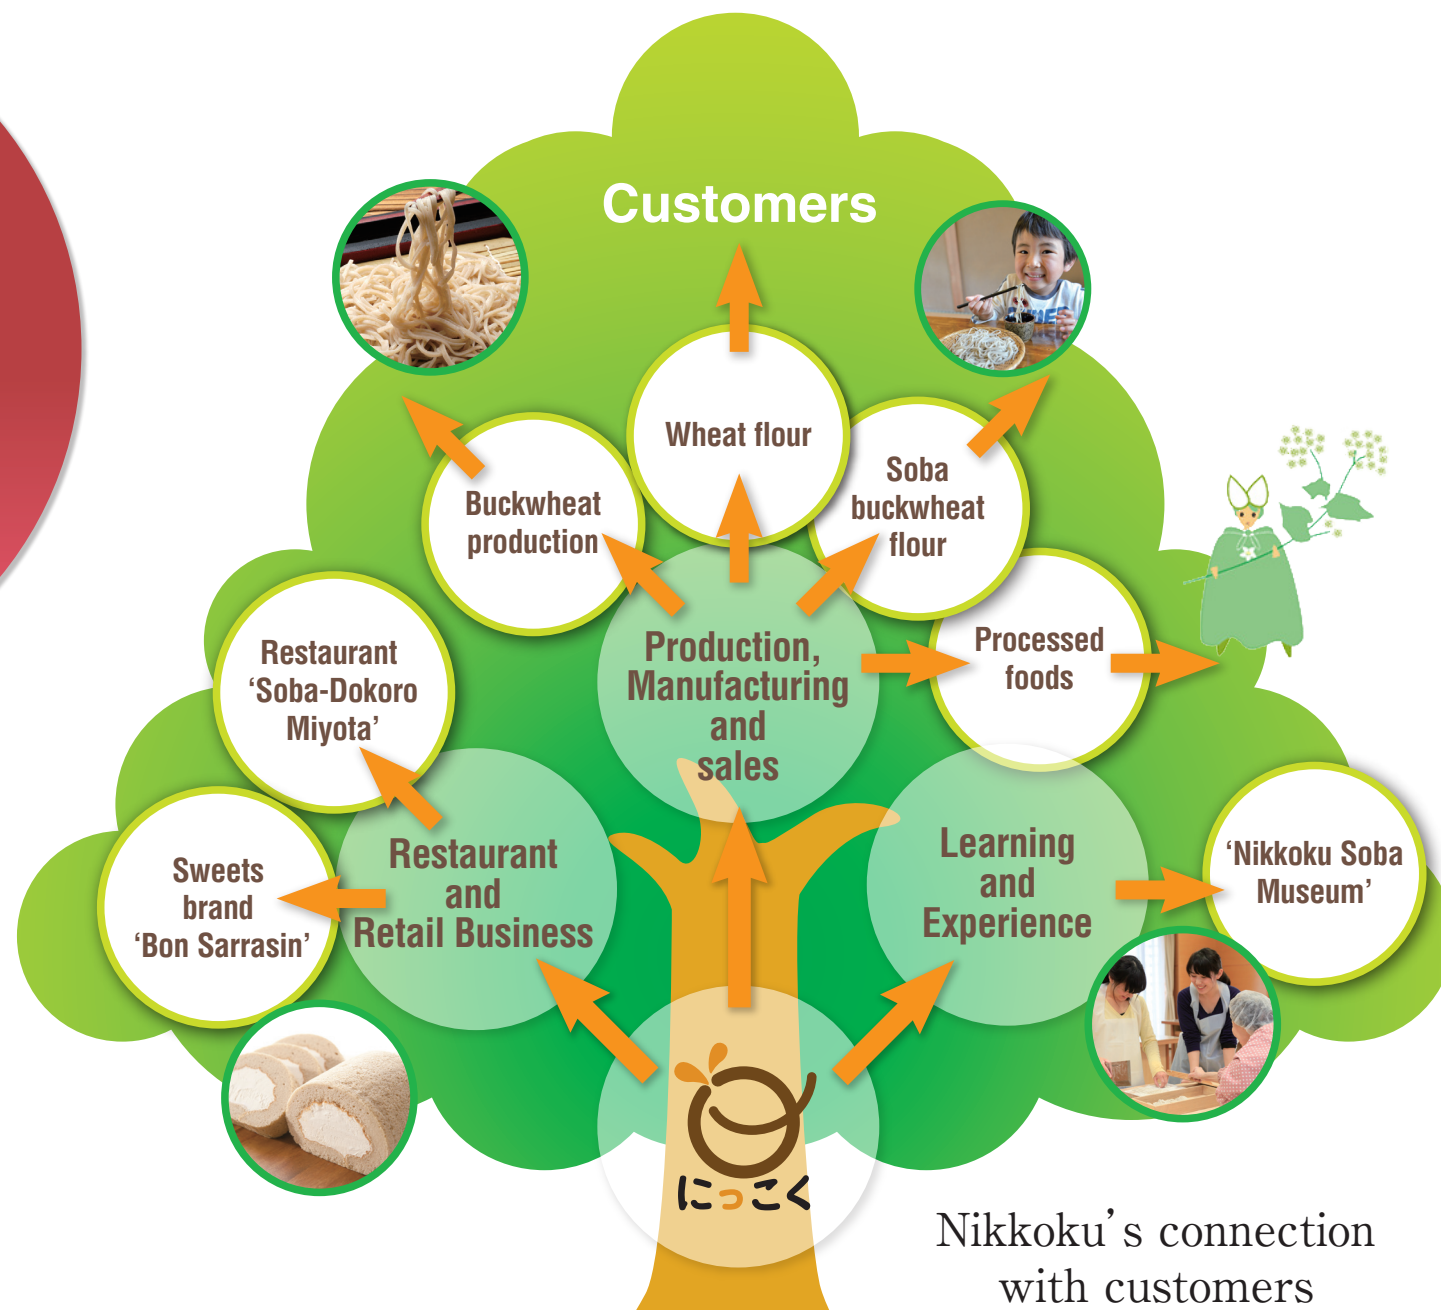 Customers
Wheat flour
Buckwheat
production
Soba
buckwheat
flour
Restaurant
‘Soba-Dokoro
Miyota’
Production,
Manufacturing
and
sales
Processed
foods
Sweets
brand
‘Bon Sarrasin’
Restaurant
and
Retail Business
Learning
and
Experience
‘Nikkoku Soba
Museum’
にっこく
Nikkoku’s connection
with customers